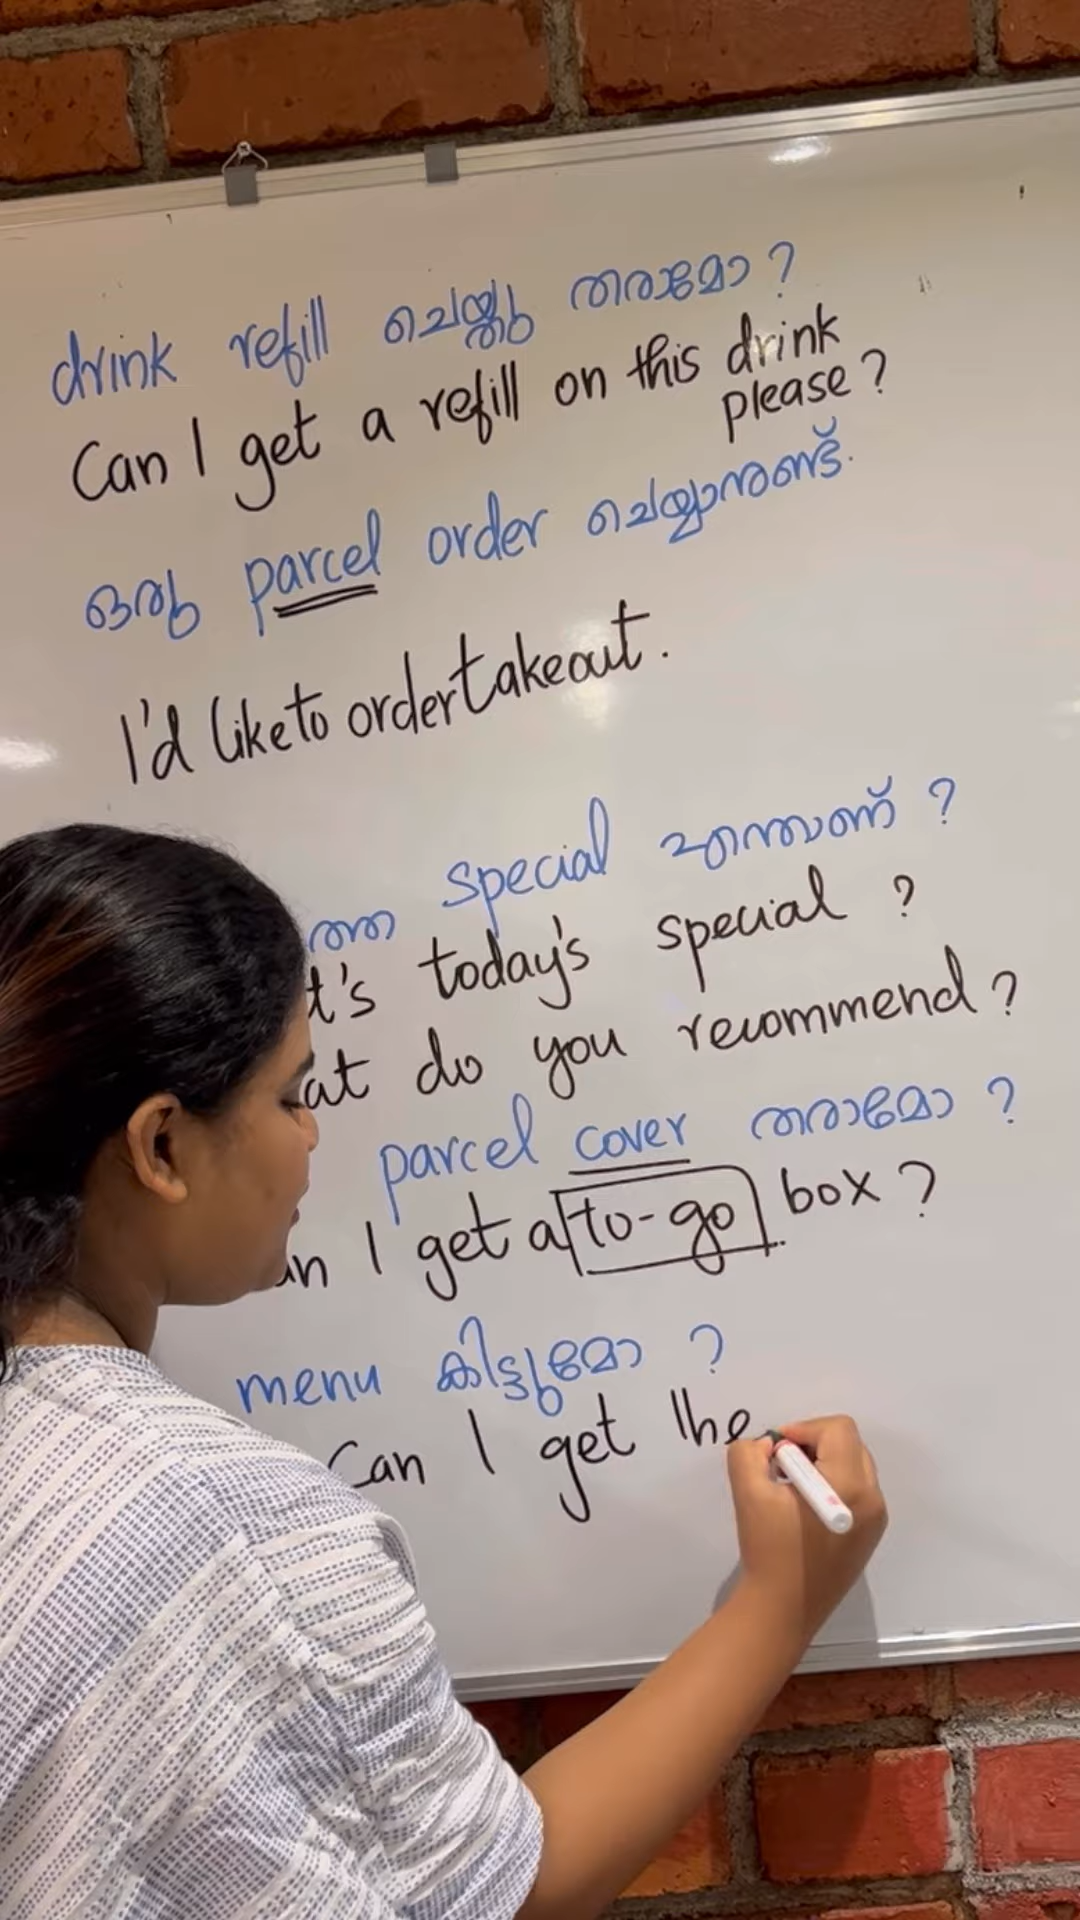 drink refill ചെയ്തു തരാമോ ?
Can I get a refill on this drink
please ?
ഒരു parcel order ചെയ്യാനുണ്ട്.
I'd like to order takeout.
special എന്താണ് ?
today's special ?
do you recommend ?
parcel cover തരാമോ ?
I get a to-go box ?
menu കിട്ടുമോ ?
Can I get the